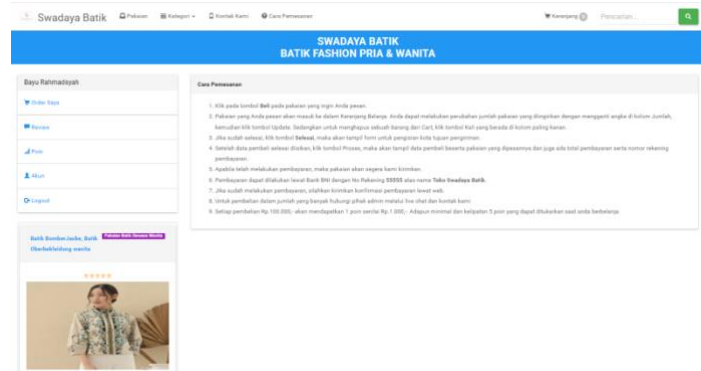 Swadaya Batik Pakaian Kategori Kontak Kami Cara Pemesanan Keranjang 0 Pencarian...
SWADAYA BATIK
BATIK FASHION PRIA & WANITA
Bayu Rahmadsyah
Order Saya
Review
Poin
Akun
Logout
Cara Pemesanan
1. Klik pada tombol Beli pada pakaian yang ingin Anda pesan.
2. Pakaian yang Anda pesan akan masuk ke dalam Keranjang Belanja. Anda dapat melakukan perubahan jumlah pakaian yang diinginkan dengan mengganti angka di kolom Jumlah,
kemudian klik tombol Update. Sedangkan untuk menghapus sebuah barang dari Cart, klik tombol Kali yang berada di kolom paling kanan.
3. Jika sudah selesai, klik tombol Selesai, maka akan tampil form untuk pengisian kota tujuan pengiriman.
4. Setelah data pembeli selesai diisikan, klik tombol Proses, maka akan tampil data pembeli beserta pakaian yang dipesannya dan juga ada total pembayaran serta nomor rekening
pembayaran.
5. Apabila telah melakukan pembayaran, maka pakaian akan segera kami kirimkan.
6. Pembayaran dapat dilakukan lewat Bank BNI dengan No Rekening 55555 atas nama Toko Swadaya Batik.
7. Jika sudah melakukan pembayaran, silahkan kirimkan konfirmasi pembayaran lewat web.
8. Untuk pembelian dalam jumlah yang banyak hubungi pihak admin melalui live chat dan kontak kami
9. Setiap pembelian Rp.100.000,- akan mendapatkan 1 poin senilai Rp.1.000,- Adapun minimal dan kelipatan 5 poin yang dapat ditukarkan saat anda berbelanja.
Batik Bomber Jacke, Batik Pakaian Batik Dewasa Wanita
wanita